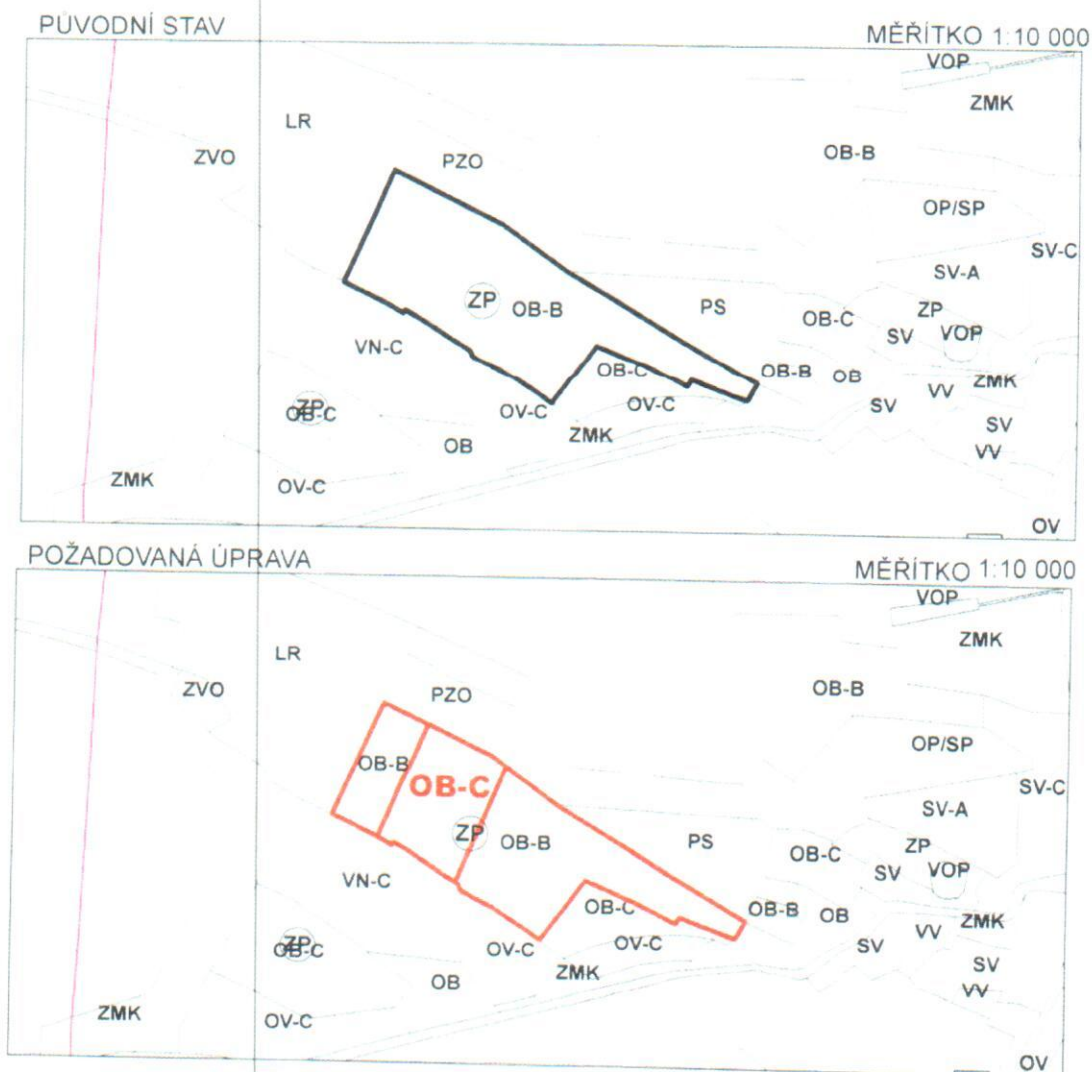 PŮVODNÍ STAV
MĚŘÍTKO 1:10 000
VOP
ZMK
LR
OB-B
ZVO
PZO
OP/SP
SV-C
SV-A
ZP
OB-B
PS
ZP
OB-C
SV
VOP
VN-C
OB-C
OB-B
OB
ZMK
VV
ZP
OB-C
OV-C
OV-C
SV
SV
ZMK
OB
VV
ZMK
OV-C
OV
POŽADOVANÁ ÚPRAVA
MĚŘÍTKO 1:10 000
VOP
ZMK
LR
OB-B
ZVO
PZO
OP/SP
OB-B
OB-C
SV-C
SV-A
ZP
OB-B
PS
OB-C
ZP
SV
VOP
VN-C
OB-C
OB-B
OB
ZMK
VV
ZP
OB-C
OV-C
OV-C
SV
SV
ZMK
OB
VV
ZMK
OV-C
OV